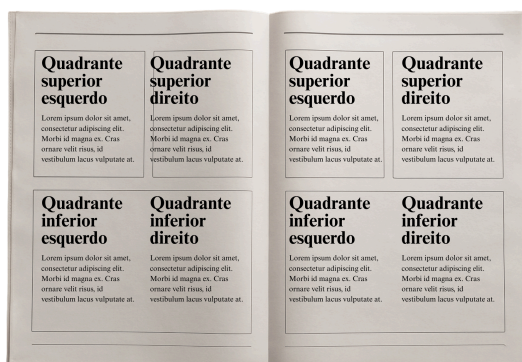 Quadrante
superior
esquerdo
Lorem ipsum dolor sit amet,
consectetur adipiscing elit.
Morbi id magna ex. Cras
ornare velit risus, id
vestibulum lacus vulputate at.
Quadrante
superior
direito
Lorem ipsum dolor sit amet,
consectetur adipiscing elit.
Morbi id magna ex. Cras
ornare velit risus, id
vestibulum lacus vulputate at.
Quadrante
inferior
esquerdo
Lorem ipsum dolor sit amet,
consectetur adipiscing elit.
Morbi id magna ex. Cras
ornare velit risus, id
vestibulum lacus vulputate at.
Quadrante
inferior
direito
Lorem ipsum dolor sit amet,
consectetur adipiscing elit.
Morbi id magna ex. Cras
ornare velit risus, id
vestibulum lacus vulputate at.
Quadrante
superior
esquerdo
Lorem ipsum dolor sit amet,
consectetur adipiscing elit.
Morbi id magna ex. Cras
ornare velit risus, id
vestibulum lacus vulputate at.
Quadrante
superior
direito
Lorem ipsum dolor sit amet,
consectetur adipiscing elit.
Morbi id magna ex. Cras
ornare velit risus, id
vestibulum lacus vulputate at.
Quadrante
inferior
esquerdo
Lorem ipsum dolor sit amet,
consectetur adipiscing elit.
Morbi id magna ex. Cras
ornare velit risus, id
vestibulum lacus vulputate at.
Quadrante
inferior
direito
Lorem ipsum dolor sit amet,
consectetur adipiscing elit.
Morbi id magna ex. Cras
ornare velit risus, id
vestibulum lacus vulputate at.